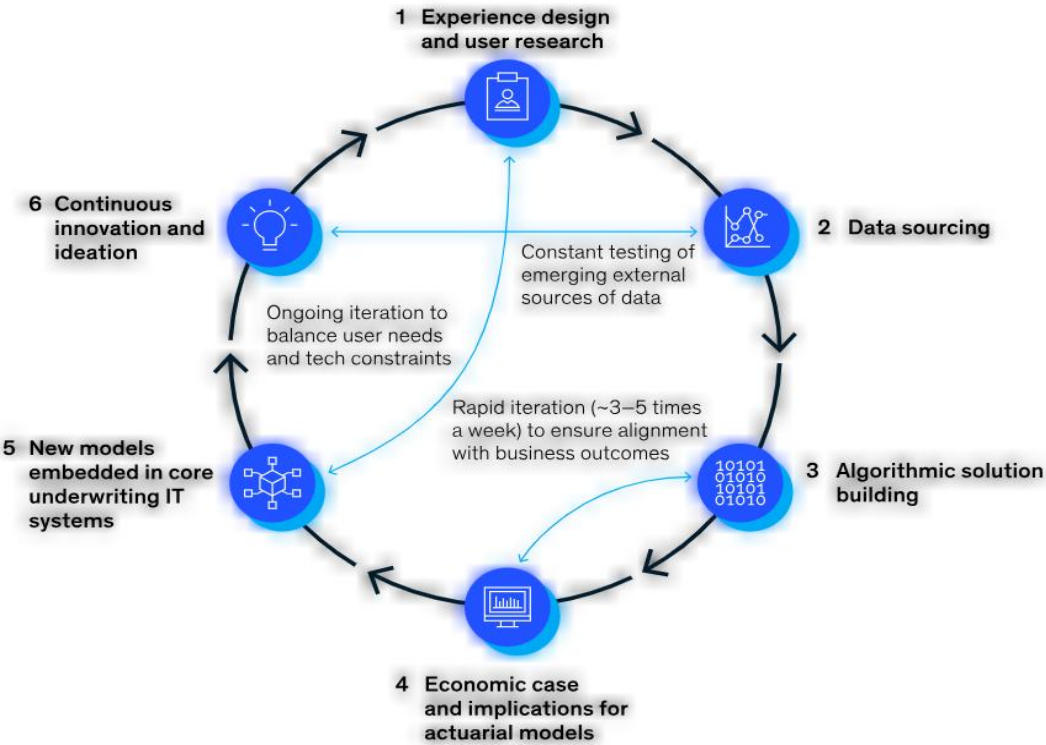 1 Experience design
and user research
6 Continuous
innovation and
ideation
2 Data sourcing
Constant testing of
emerging external
sources of data
Ongoing iteration to
balance user needs
and tech constraints
Rapid iteration (~3–5 times
a week) to ensure alignment
with business outcomes
5 New models
embedded in core
underwriting IT
systems
10101
01010
10101
01010
3 Algorithmic solution
building
4 Economic case
and implications for
actuarial models